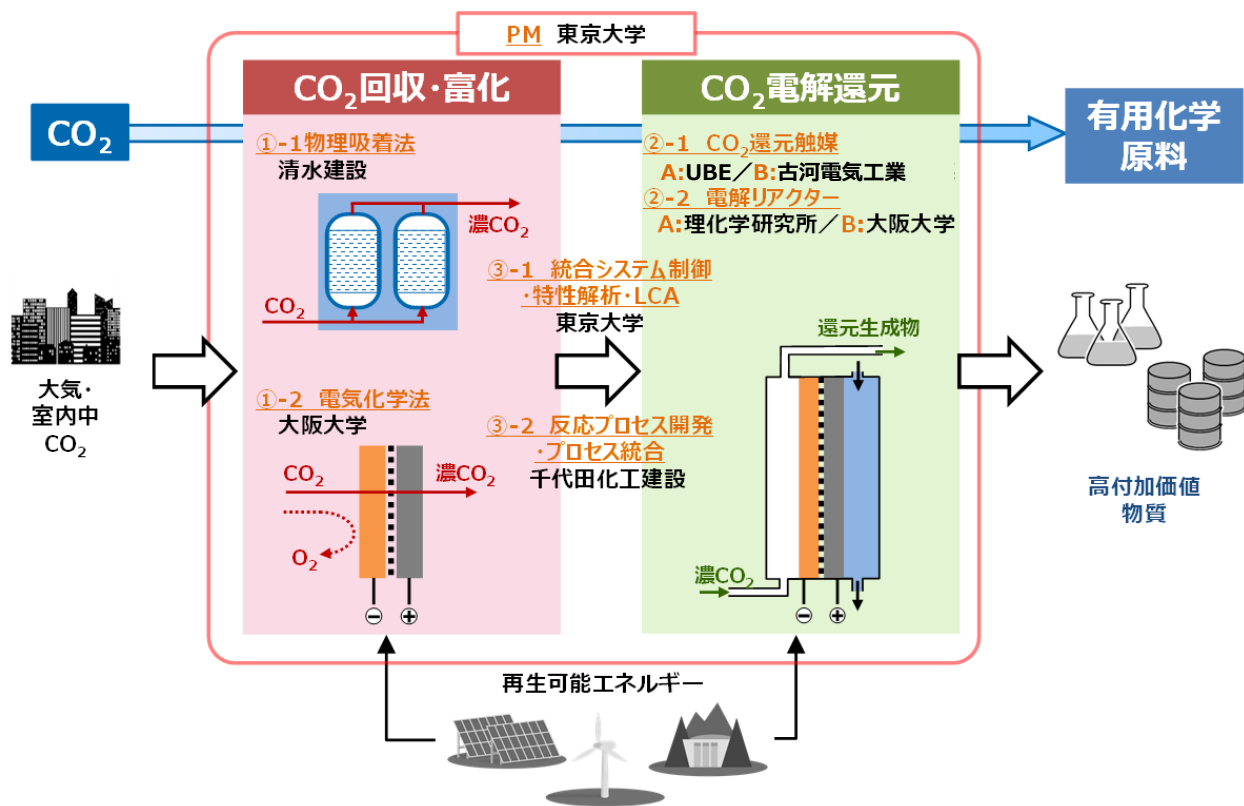 PM 東京大学
CO₂回収・富化
CO₂電解還元
CO₂
有用化学
原料
①-1物理吸着法
清水建設
濃CO₂
CO₂
①-2 電気化学法
大阪大学
CO₂
濃CO₂
O₂
⊖ ⊕
②-1 CO₂還元触媒
A:UBE／B:古河電気工業
②-2 電解リアクター
A:理化学研究所／B:大阪大学
③-1 統合システム制御
・特性解析・LCA
東京大学
③-2 反応プロセス開発
・プロセス統合
千代田化工建設
還元生成物
濃CO₂
⊖ ⊕
大気・
室内中
CO₂
高付加価値
物質
再生可能エネルギー